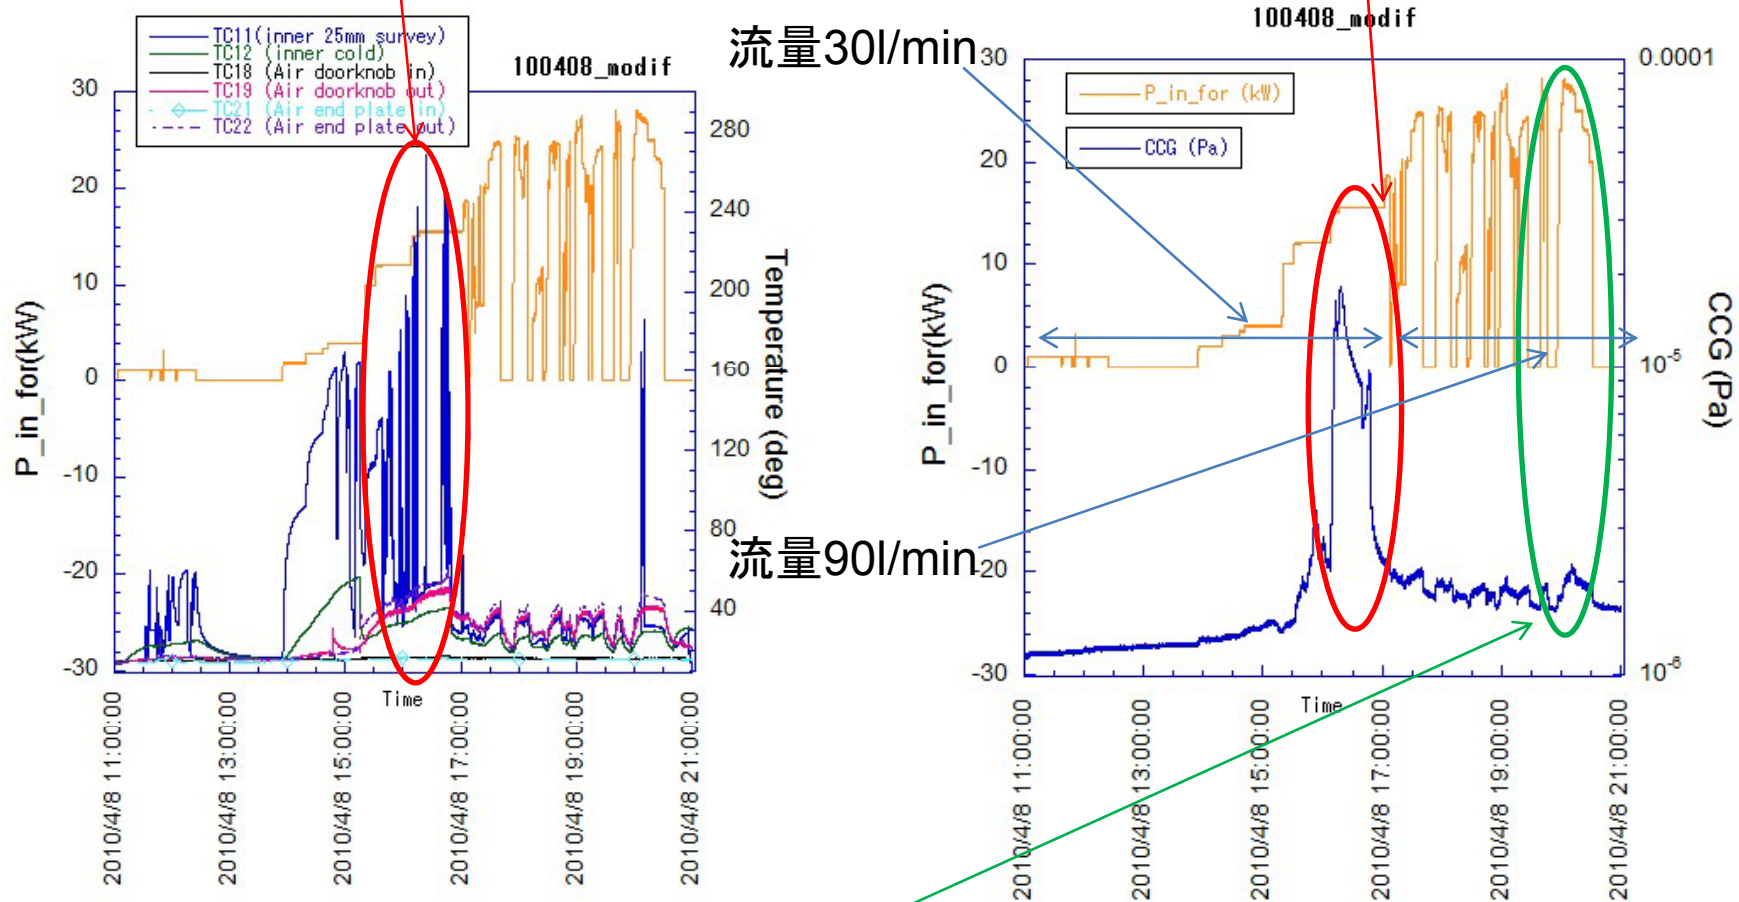 TC11(inner 25mm survey)
TC12 (inner cold)
TC18 (Air doorknob in)
TC19 (Air doorknob out)
TC21 (Air end plate in)
TC22 (Air end plate out)
100408_modif
30
20
10
0
-10
-20
-30
P_in_for(kW)
280
240
200
160
120
80
40
Temperature (deg)
Time
2010/4/8 11:00:00
2010/4/8 13:00:00
2010/4/8 15:00:00
2010/4/8 17:00:00
2010/4/8 19:00:00
2010/4/8 21:00:00
流量30l/min
流量90l/min
100408_modif
P_in_for (kW)
CCG (Pa)
30
20
10
0
-10
-20
-30
P_in_for(kW)
0.0001
10-5
10-6
CCG (Pa)
Time
2010/4/8 11:00:00
2010/4/8 13:00:00
2010/4/8 15:00:00
2010/4/8 17:00:00
2010/4/8 19:00:00
2010/4/8 21:00:00